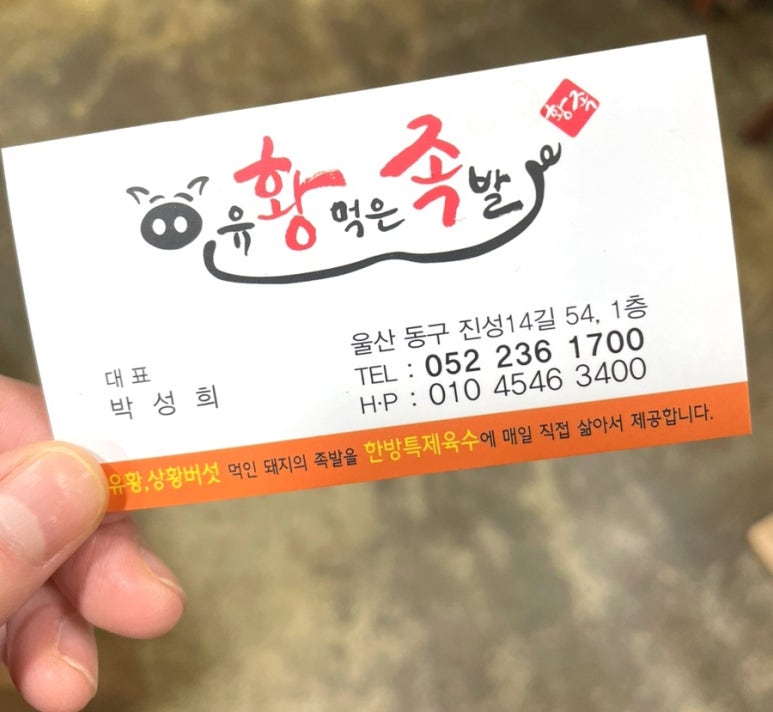 황족
유황먹은족발
울산 동구 진성14길 54, 1층
TEL : 052 236 1700
H·P : 010 4546 3400
대표
박성희
유황,상황버섯 먹인 돼지의 족발을 한방특제육수에 매일 직접 삶아서 제공합니다.